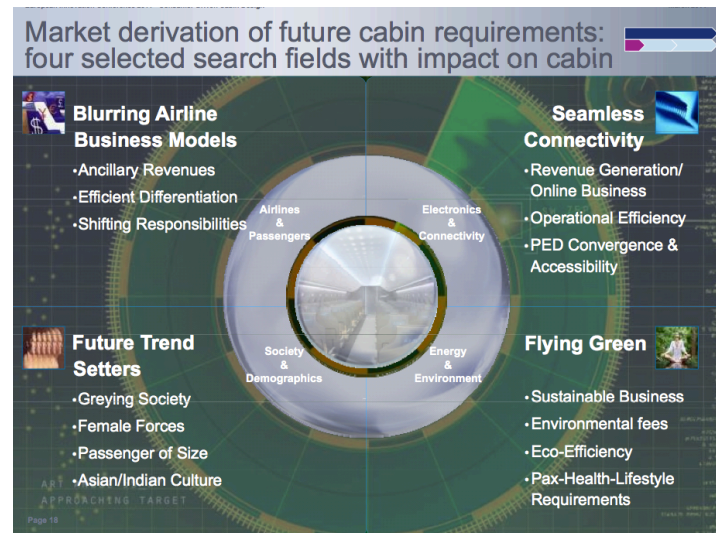 Market derivation of future cabin requirements:
four selected search fields with impact on cabin
Blurring Airline
Business Models
•Ancillary Revenues
•Efficient Differentiation
•Shifting Responsibilities
Seamless
Connectivity
•Revenue Generation/
Online Business
•Operational Efficiency
•PED Convergence &
Accessibility
Airlines
&
Passengers
Electronics
&
Connectivity
Society
&
Demographics
Energy
&
Environment
Future Trend
Setters
•Greying Society
•Female Forces
•Passenger of Size
•Asian/Indian Culture
Flying Green
•Sustainable Business
•Environmental fees
•Eco-Efficiency
•Pax-Health-Lifestyle
Requirements
APPROACHING TARGET
Page 18